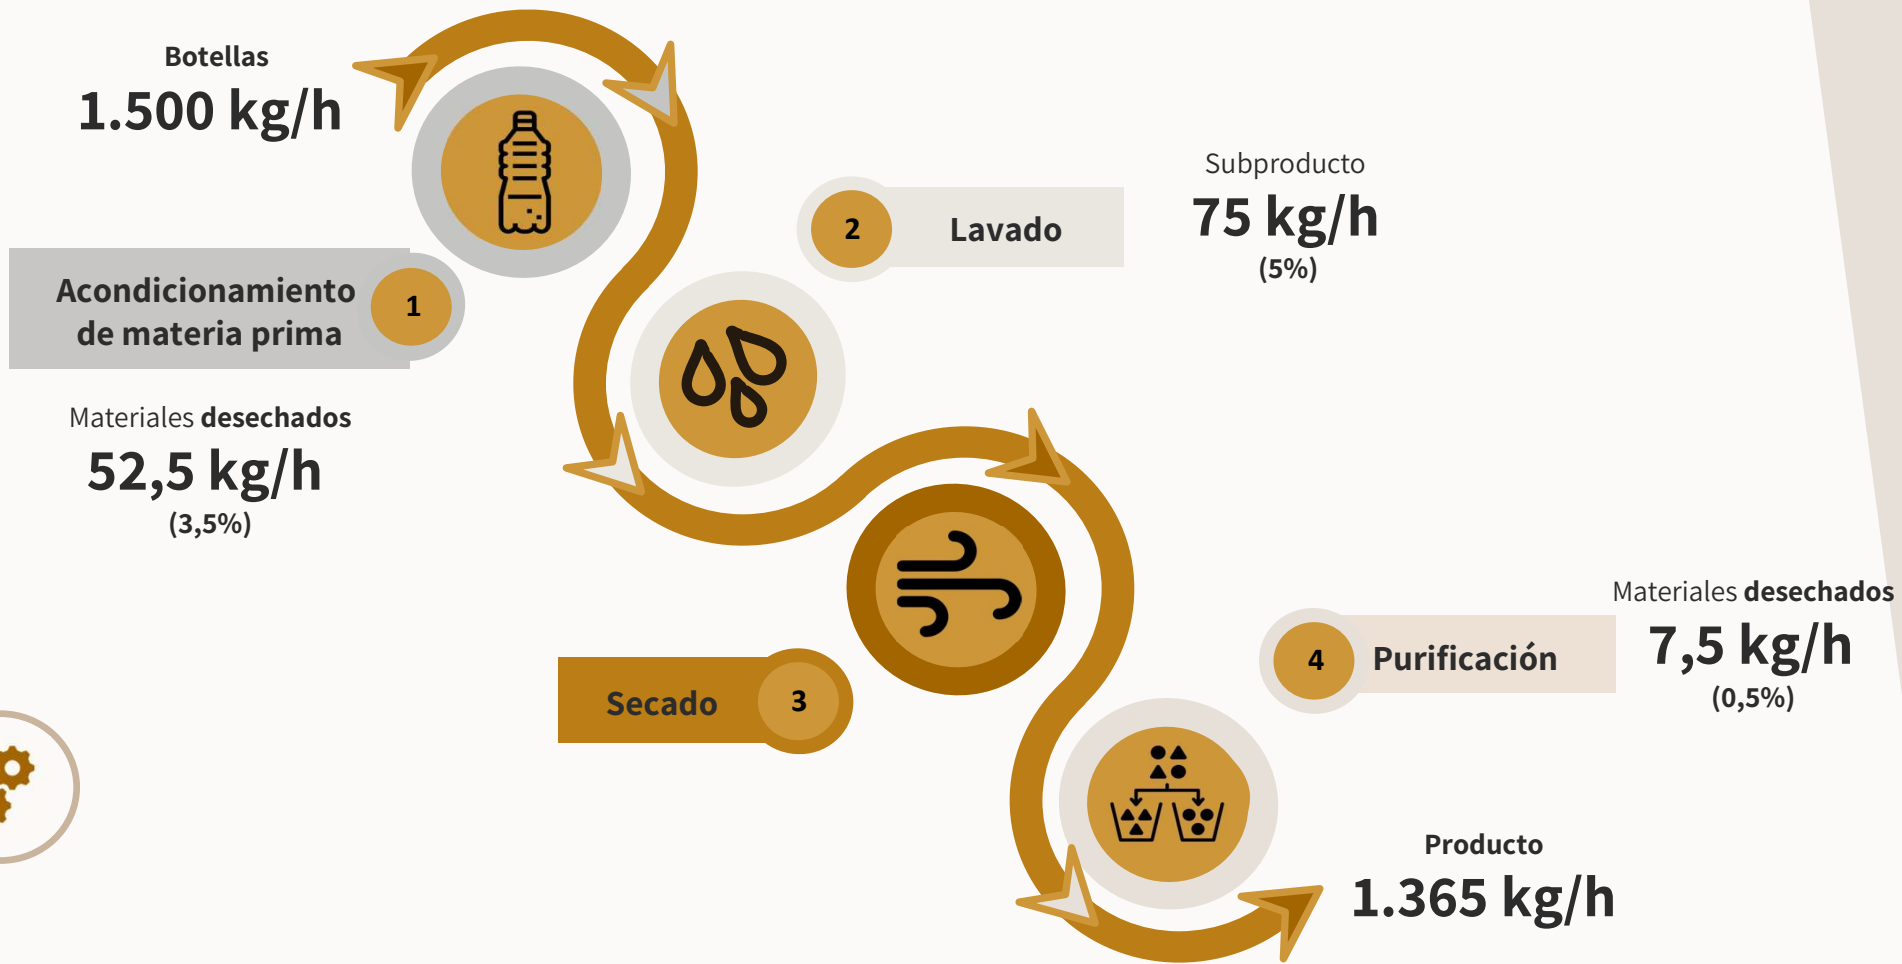 Botellas
1.500 kg/h
1
Acondicionamiento
de materia prima
Materiales desechados
52,5 kg/h
(3,5%)
2
Lavado
Subproducto
75 kg/h
(5%)
Secado
3
4
Purificación
Materiales desechados
7,5 kg/h
(0,5%)
Producto
1.365 kg/h